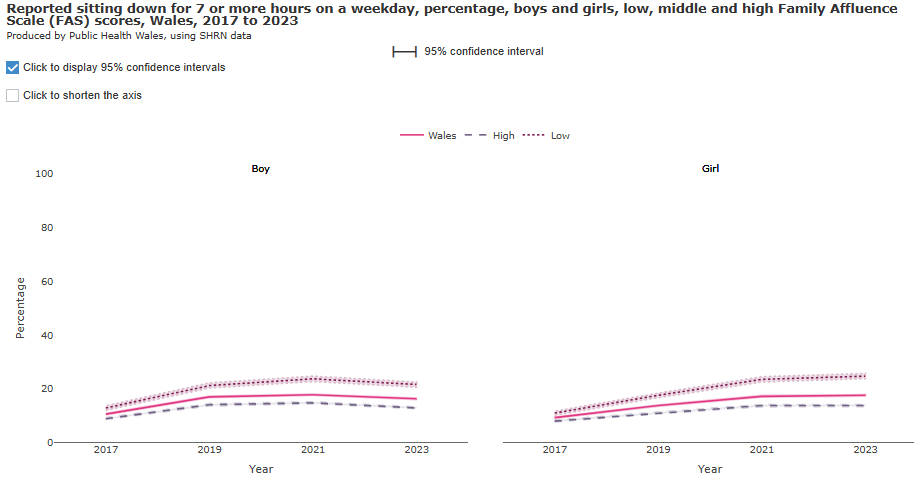 Reported sitting down for 7 or more hours on a weekday, percentage, boys and girls, low, middle and high Family Affluence
Scale (FAS) scores, Wales, 2017 to 2023
Produced by Public Health Wales, using SHRN data
95% confidence interval
Click to display 95% confidence intervals
Click to shorten the axis
Wales High Low
Boy Girl
100
80
60
40
20
0
Percentage
2017 2019 2021 2023 2017 2019 2021 2023
Year Year